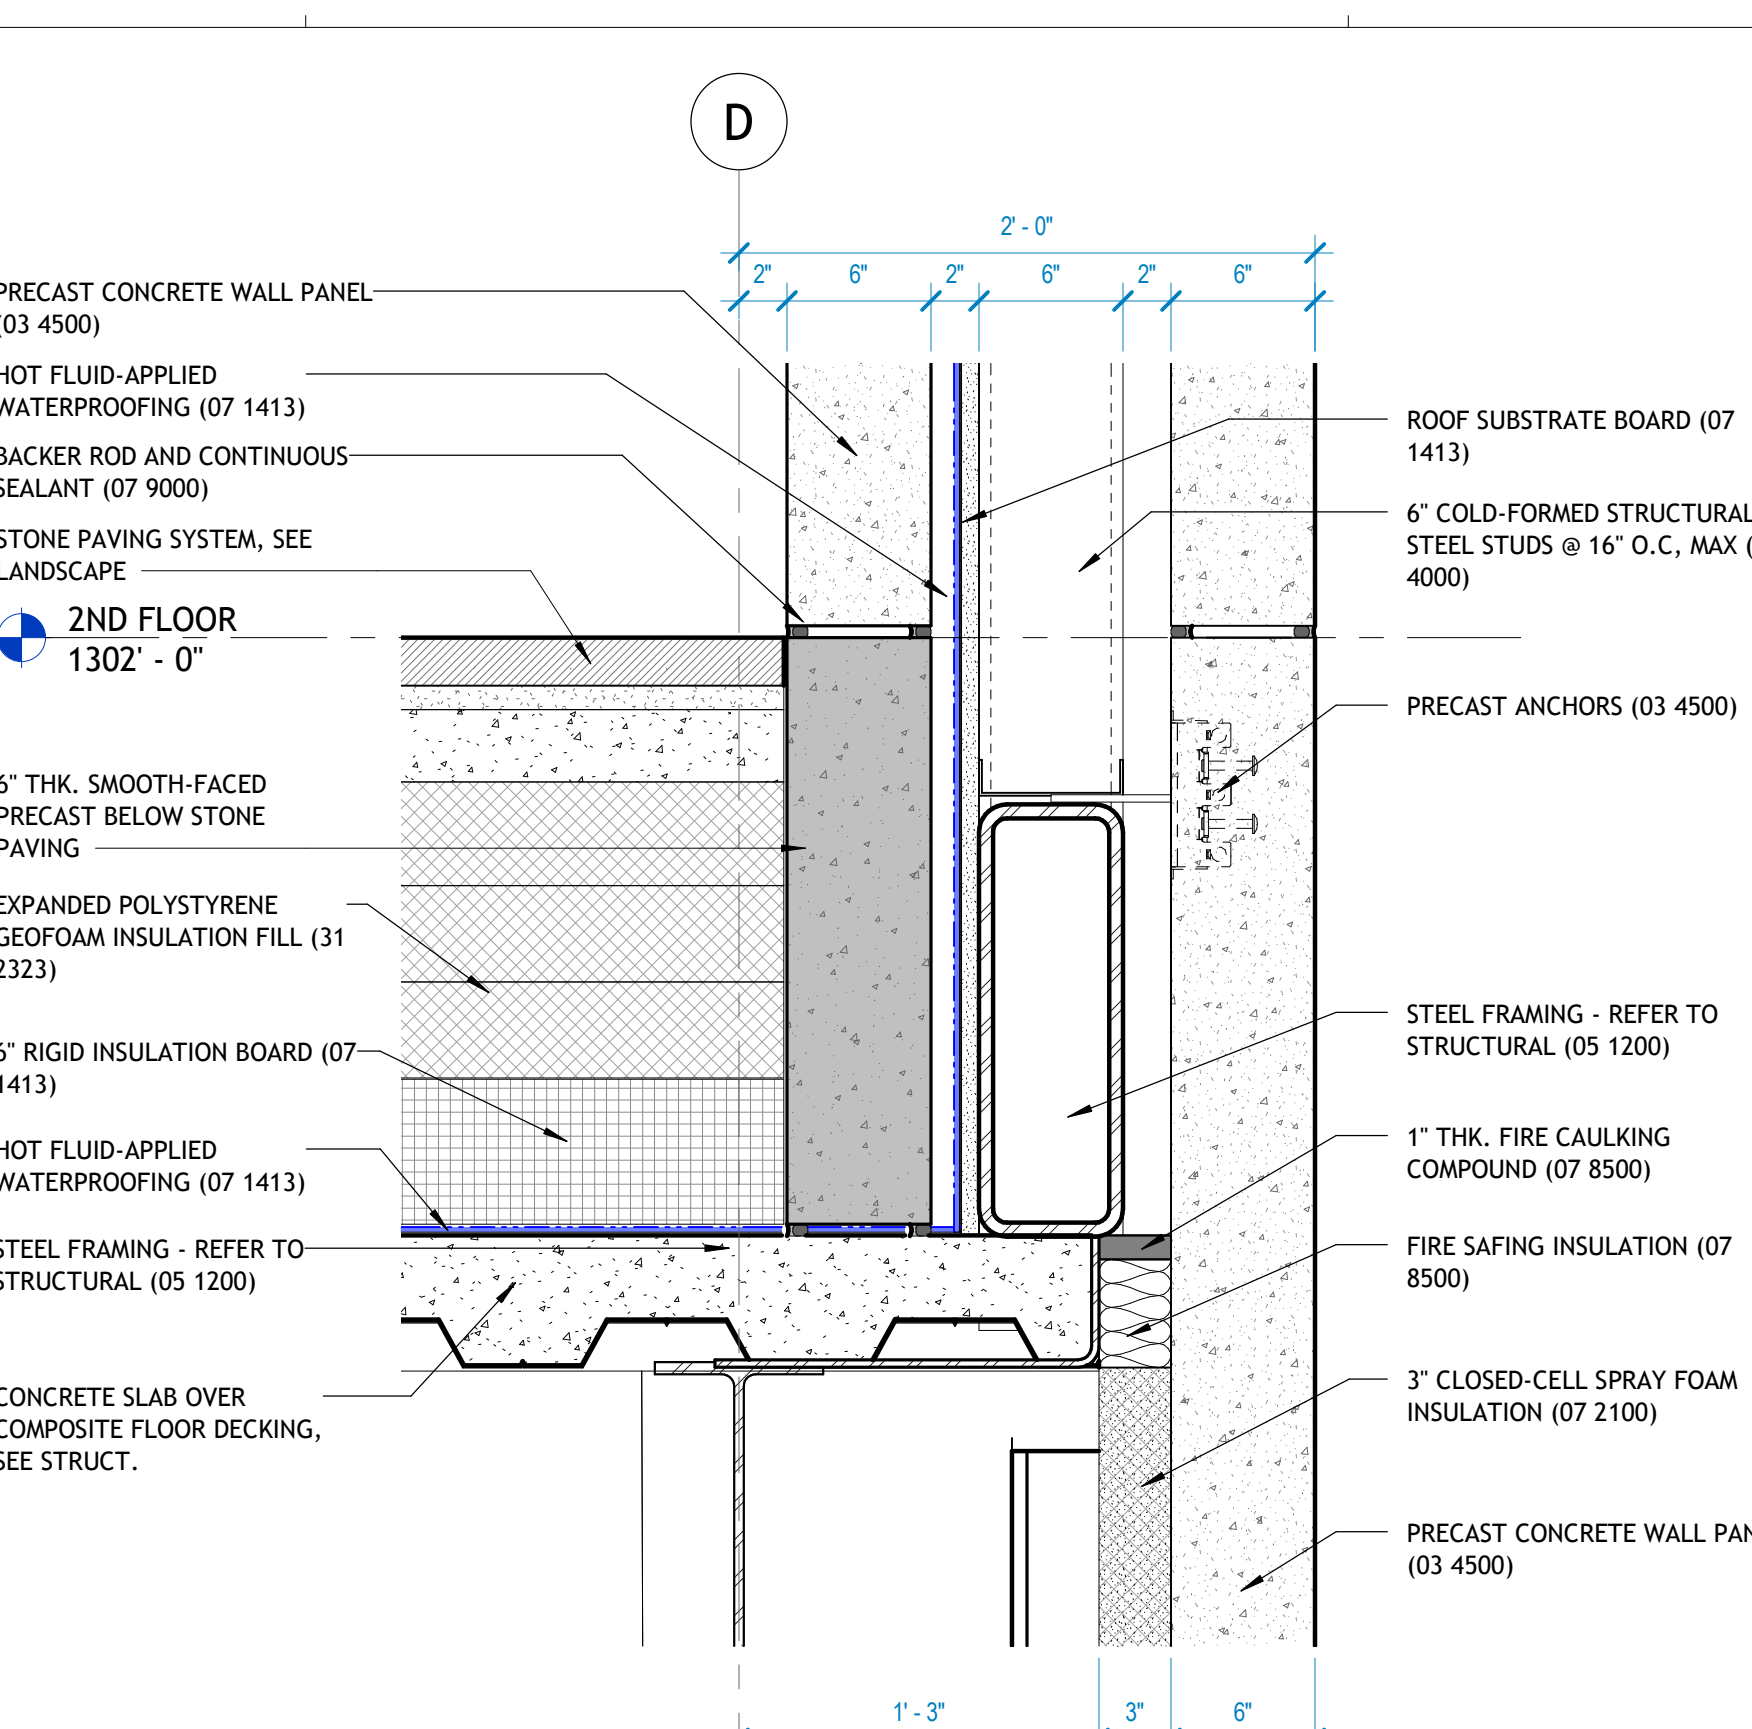 D
2' - 0"
2" 6" 2" 6" 2" 6"
PRECAST CONCRETE WALL PANEL
(03 4500)
HOT FLUID-APPLIED
WATERPROOFING (07 1413)
BACKER ROD AND CONTINUOUS
SEALANT (07 9000)
STONE PAVING SYSTEM, SEE
LANDSCAPE
2ND FLOOR
1302' - 0"
6" THK. SMOOTH-FACED
PRECAST BELOW STONE
PAVING
EXPANDED POLYSTYRENE
GEOFOAM INSULATION FILL (31
2323)
6" RIGID INSULATION BOARD (07
1413)
HOT FLUID-APPLIED
WATERPROOFING (07 1413)
STEEL FRAMING - REFER TO
STRUCTURAL (05 1200)
CONCRETE SLAB OVER
COMPOSITE FLOOR DECKING,
SEE STRUCT.
ROOF SUBSTRATE BOARD (07
1413)
6" COLD-FORMED STRUCTURAL
STEEL STUDS @ 16" O.C, MAX (
4000)
PRECAST ANCHORS (03 4500)
STEEL FRAMING - REFER TO
STRUCTURAL (05 1200)
1" THK. FIRE CAULKING
COMPOUND (07 8500)
FIRE SAFING INSULATION (07
8500)
3" CLOSED-CELL SPRAY FOAM
INSULATION (07 2100)
PRECAST CONCRETE WALL PAN
(03 4500)
1' - 3" 3" 6"